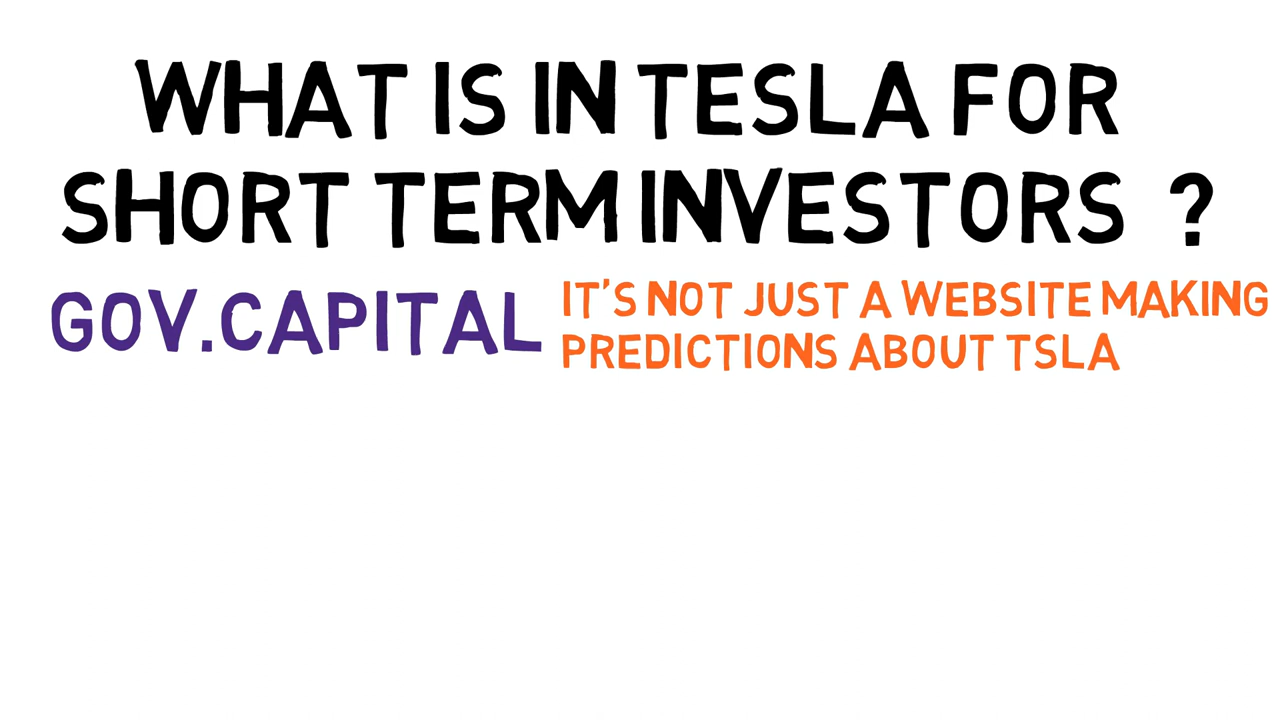 WHAT IS IN TESLA FOR
SHORT TERM INVESTORS ?
GOV.CAPITAL
IT'S NOT JUST A WEBSITE MAKING
PREDICTIONS ABOUT TSLA